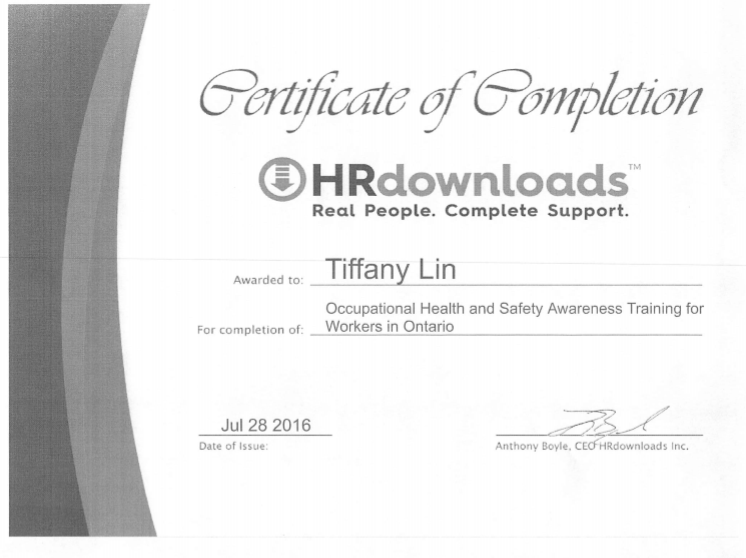 Certificate of Completion
HRdownloads™
Real People. Complete Support.
Awarded to: Tiffany Lin
For completion of: Occupational Health and Safety Awareness Training for
Workers in Ontario
Jul 28 2016
Date of Issue:
Anthony Boyle, CEO HRdownloads Inc.